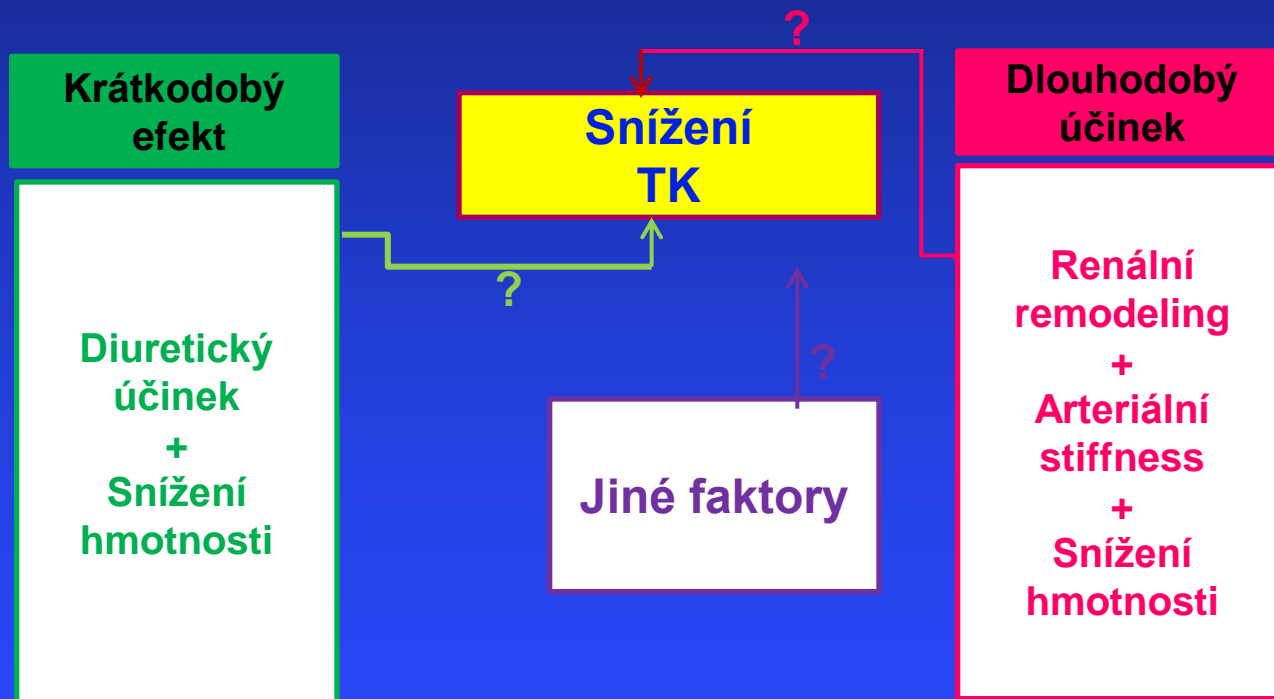 Krátkodobý
efekt
Diuretický
účinek
+
Snížení
hmotnosti
?
Snížení
TK
?
?
Jiné faktory
Dlouhodobý
účinek
Renální
remodeling
+
Arteriální
stiffness
+
Snížení
hmotnosti